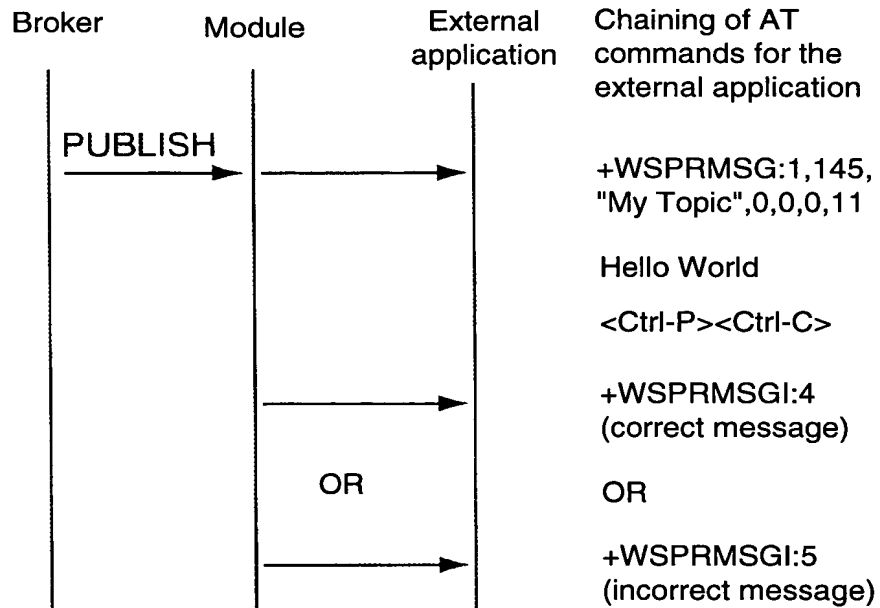 Broker
Module
External
application
Chaining of AT
commands for the
external application
PUBLISH
+WSPRMSG:1,145,
"My Topic",0,0,0,11
Hello World
<Ctrl-P><Ctrl-C>
+WSPRMSGI:4
(correct message)
OR
OR
+WSPRMSGI:5
(incorrect message)